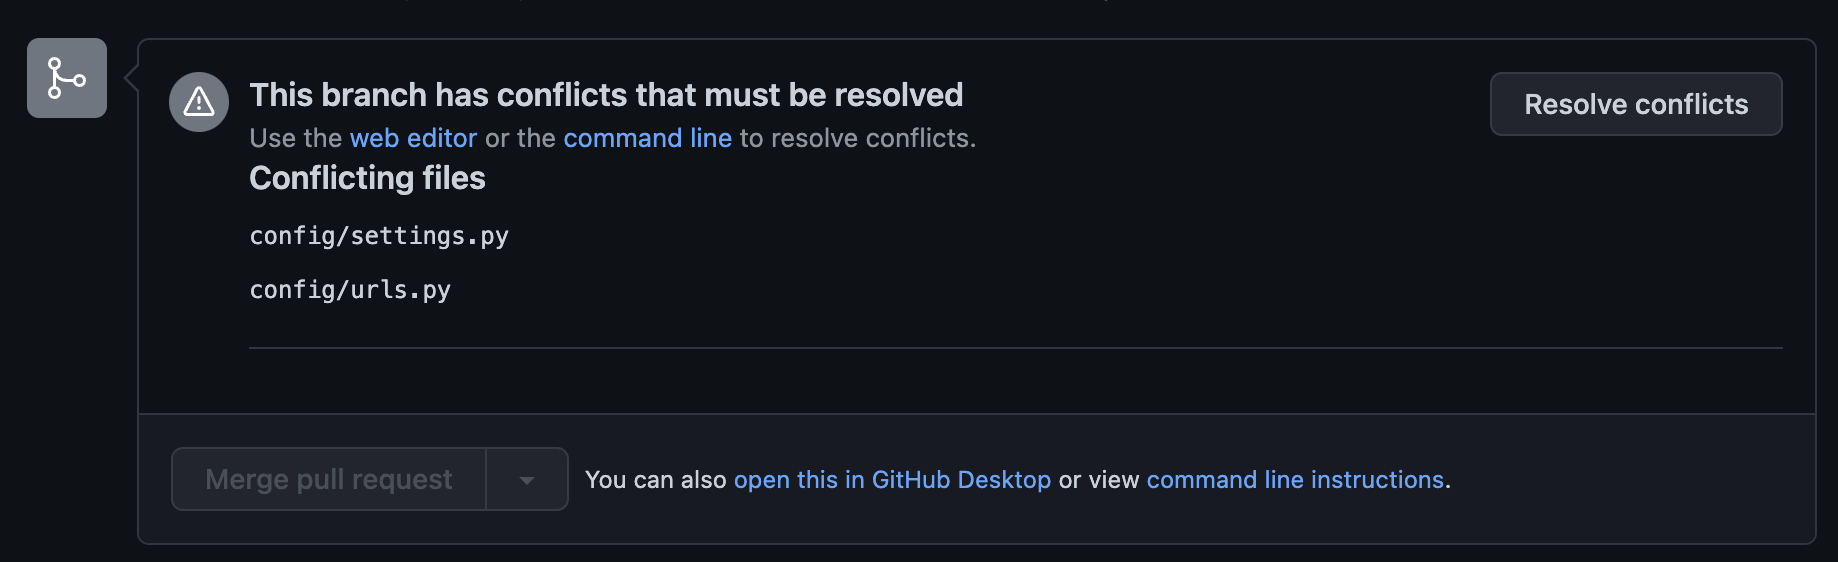 This branch has conflicts that must be resolved
Resolve conflicts
Use the web editor or the command line to resolve conflicts.
Conflicting files
config/settings.py
config/urls.py
Merge pull request
You can also open this in GitHub Desktop or view command line instructions.